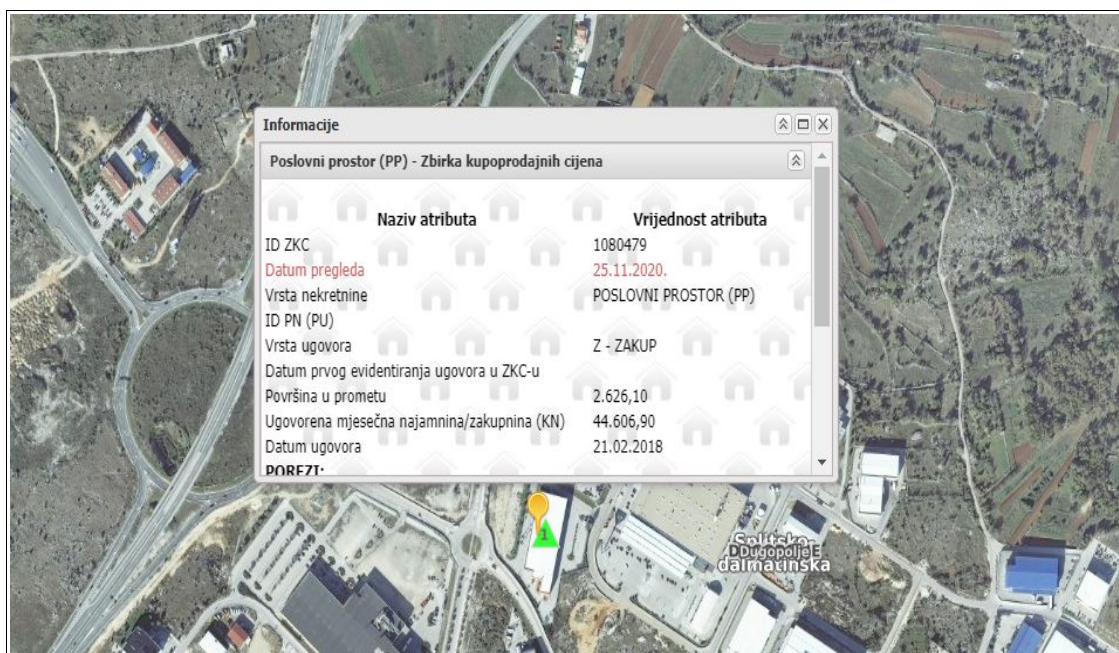 Informacije
Poslovni prostor (PP) - Zbirka kupoprodajnih cijena
Naziv atributa Vrijednost atributa
ID ZKC 1080479
Datum pregleda 25.11.2020.
Vrsta nekretnine POSLOVNI PROSTOR (PP)
ID PN (PU)
Vrsta ugovora Z - ZAKUP
Datum prvog evidentiranja ugovora u ZKC-u
Površina u prometu 2.626,10
Ugovorena mjesečna najamnina/zakupnina (KN) 44.606,90
Datum ugovora 21.02.2018
POREZI:
1
Splitsko
Dugopolje
dalmatinska